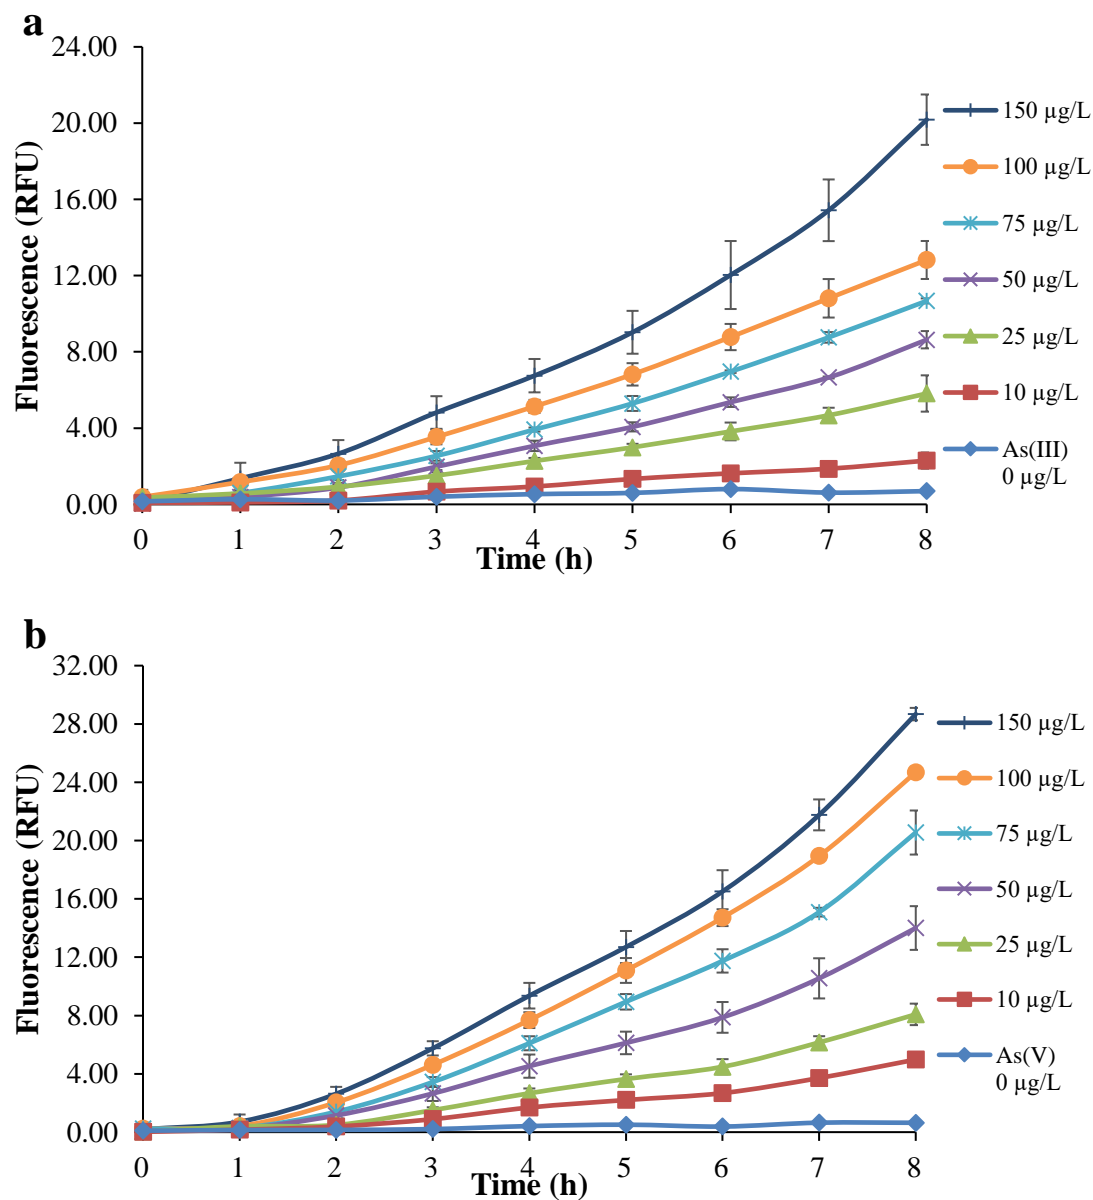 a
24.00
20.00
16.00
12.00
8.00
4.00
0.00
Fluorescence (RFU)
0 1 2 3 4 5 6 7 8
Time (h)
150 µg/L
100 µg/L
75 µg/L
50 µg/L
25 µg/L
10 µg/L
As(III)
0 µg/L
b
32.00
28.00
24.00
20.00
16.00
12.00
8.00
4.00
0.00
Fluorescence (RFU)
0 1 2 3 4 5 6 7 8
Time (h)
150 µg/L
100 µg/L
75 µg/L
50 µg/L
25 µg/L
10 µg/L
As(V)
0 µg/L